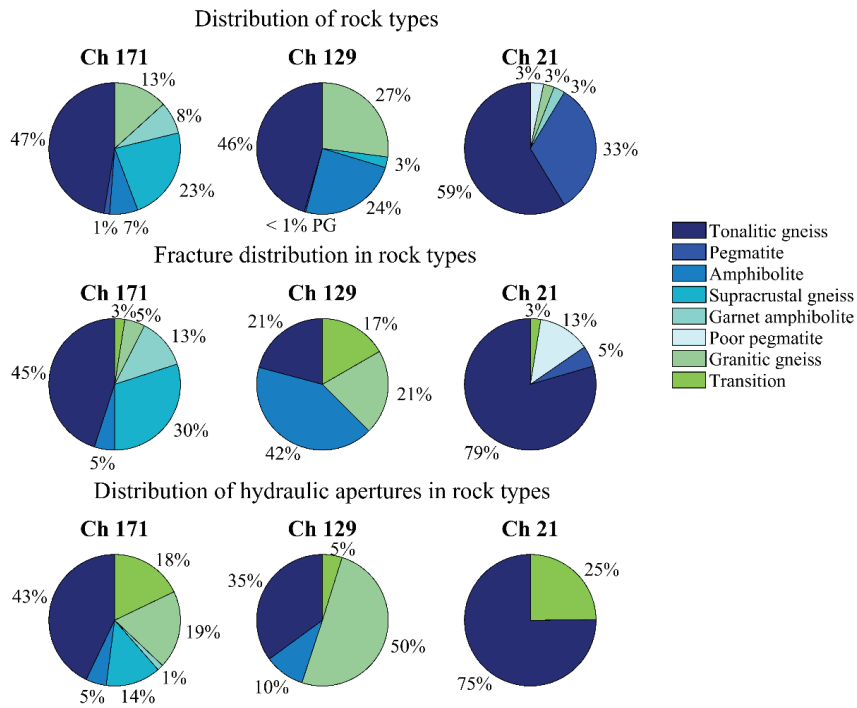 Distribution of rock types
Ch 171
Ch 129
Ch 21
13%
8%
23%
7%
1%
47%
27%
3%
24%
< 1% PG
46%
3%
3%
3%
33%
59%
Fracture distribution in rock types
Ch 171
Ch 129
Ch 21
3%
5%
13%
30%
5%
45%
17%
21%
42%
21%
3%
13%
5%
79%
Distribution of hydraulic apertures in rock types
Ch 171
Ch 129
Ch 21
18%
19%
1%
14%
5%
43%
5%
50%
10%
35%
25%
75%
Tonalitic gneiss
Pegmatite
Amphibolite
Supracrustal gneiss
Garnet amphibolite
Poor pegmatite
Granitic gneiss
Transition